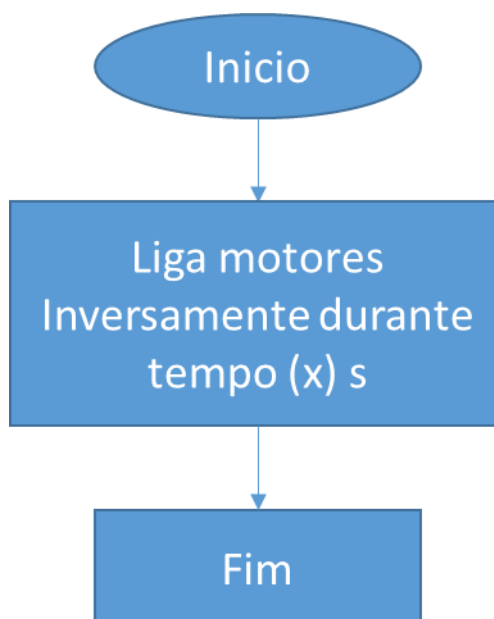 Inicio
Liga motores
Inversamente durante
tempo (x) s
Fim